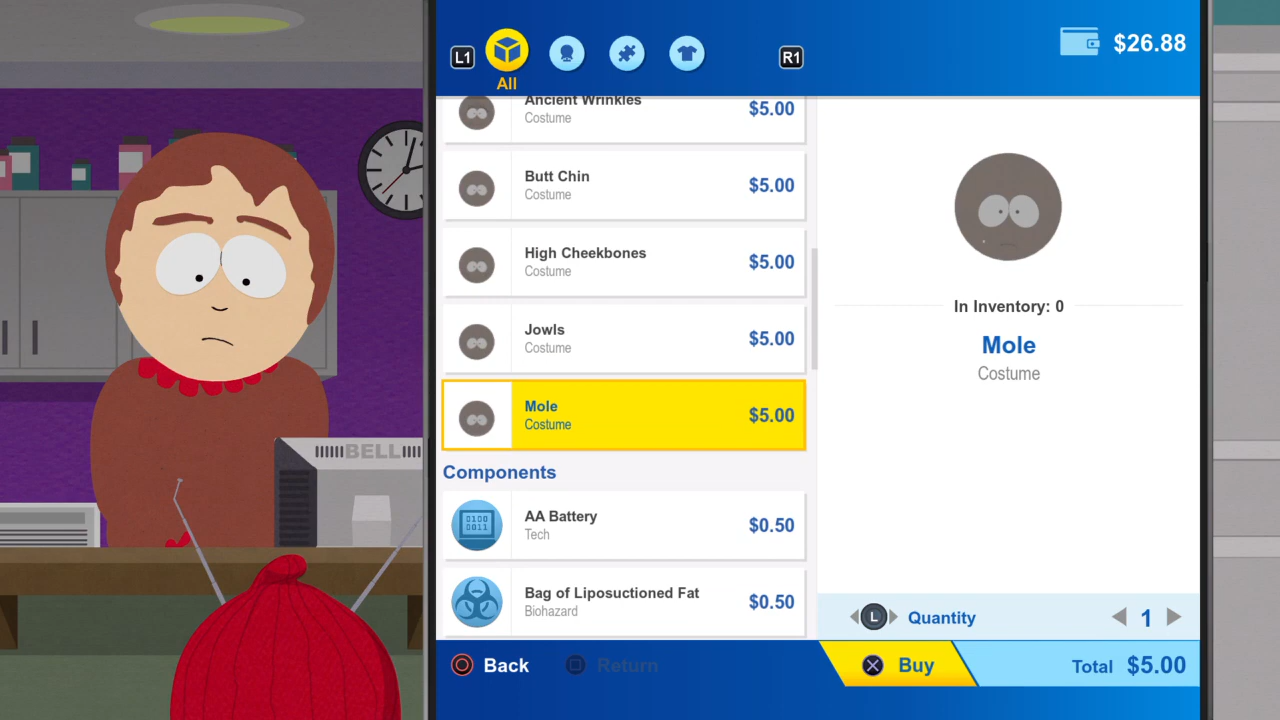 L1
R1
All
$26.88
Ancient Wrinkles
Costume
$5.00
Butt Chin
Costume
$5.00
High Cheekbones
Costume
$5.00
Jowls
Costume
$5.00
Mole
Costume
$5.00
Components
AA Battery
Tech
$0.50
0100
0011
Bag of Liposuctioned Fat
Biohazard
$0.50
In Inventory: 0
Mole
Costume
L
Quantity
1
Back
Return
Buy
Total $5.00
BELL